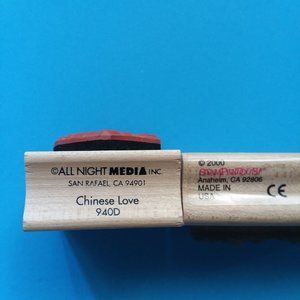 ©ALL NIGHT MEDIA INC.
SAN RAFAEL, CA 94901
Chinese Love
940D
© 2000
Anaheim, CA 92806
MADE IN
USA
CE